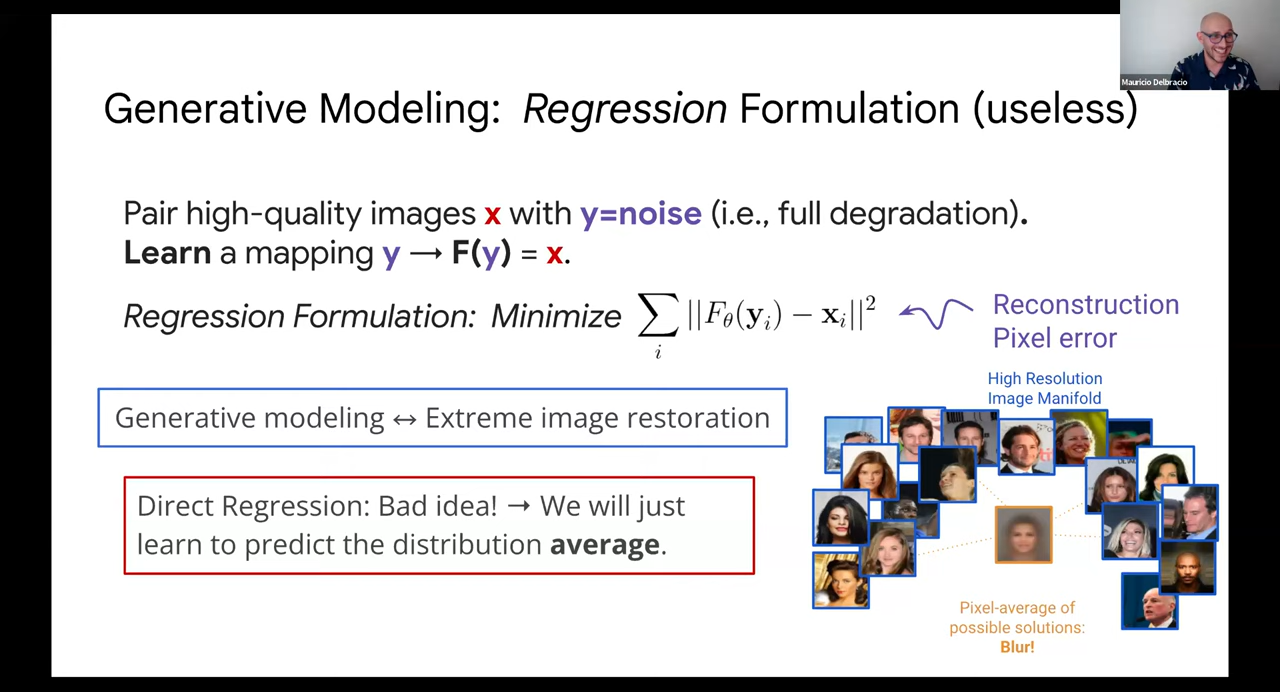 Mauricio Delbracio
Generative Modeling: Regression Formulation (useless)
Pair high-quality images x with y=noise (i.e., full degradation).
Learn a mapping y → F(y) = x.
Regression Formulation: Minimize ∑_i ||F_θ(y_i) − x_i||²
Reconstruction
Pixel error
High Resolution
Image Manifold
Generative modeling ↔ Extreme image restoration
Direct Regression: Bad idea! → We will just
learn to predict the distribution average.
Pixel-average of
possible solutions:
Blur!